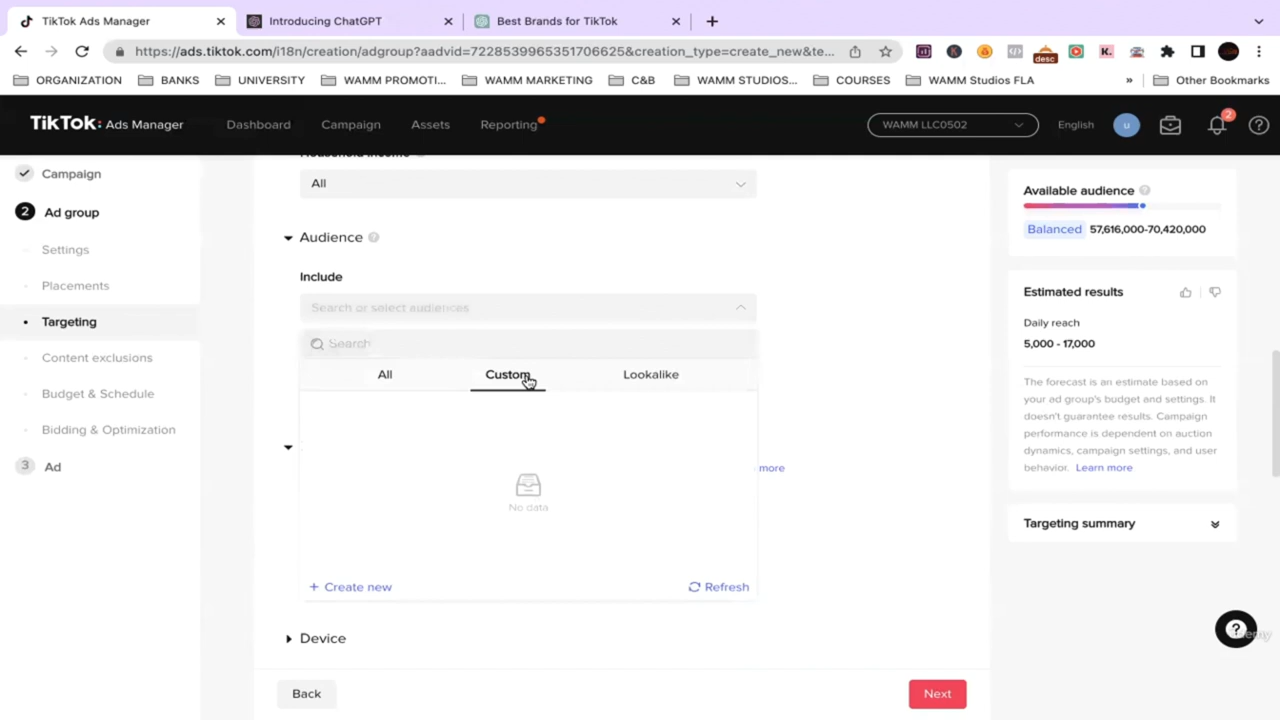 TikTok Ads Manager
Introducing ChatGPT
Best Brands for TikTok
https://ads.tiktok.com/i18n/creation/adgroup?aadvid=7228539965351706625&creation_type=create_new&te...
desc
K.
ORGANIZATION
BANKS
UNIVERSITY
WAMM PROMOTI...
WAMM MARKETING
C&B
WAMM STUDIOS...
COURSES
WAMM Studios FLA
»
Other Bookmarks
TikTok: Ads Manager
Dashboard
Campaign
Assets
Reporting
WAMM LLC0502
English
u
2
Campaign
2 Ad group
Settings
Placements
Targeting
Content exclusions
Budget & Schedule
Bidding & Optimization
3 Ad
Household income
All
Audience
Include
Search or select audiences
Search
All
Custom
Lookalike
more
No data
+ Create new
Refresh
Device
Back
Next
Available audience
Balanced 57,616,000-70,420,000
Estimated results
Daily reach
5,000 - 17,000
The forecast is an estimate based on
your ad group's budget and settings. It
doesn't guarantee results. Campaign
performance is dependent on auction
dynamics, campaign settings, and user
behavior. Learn more
Targeting summary